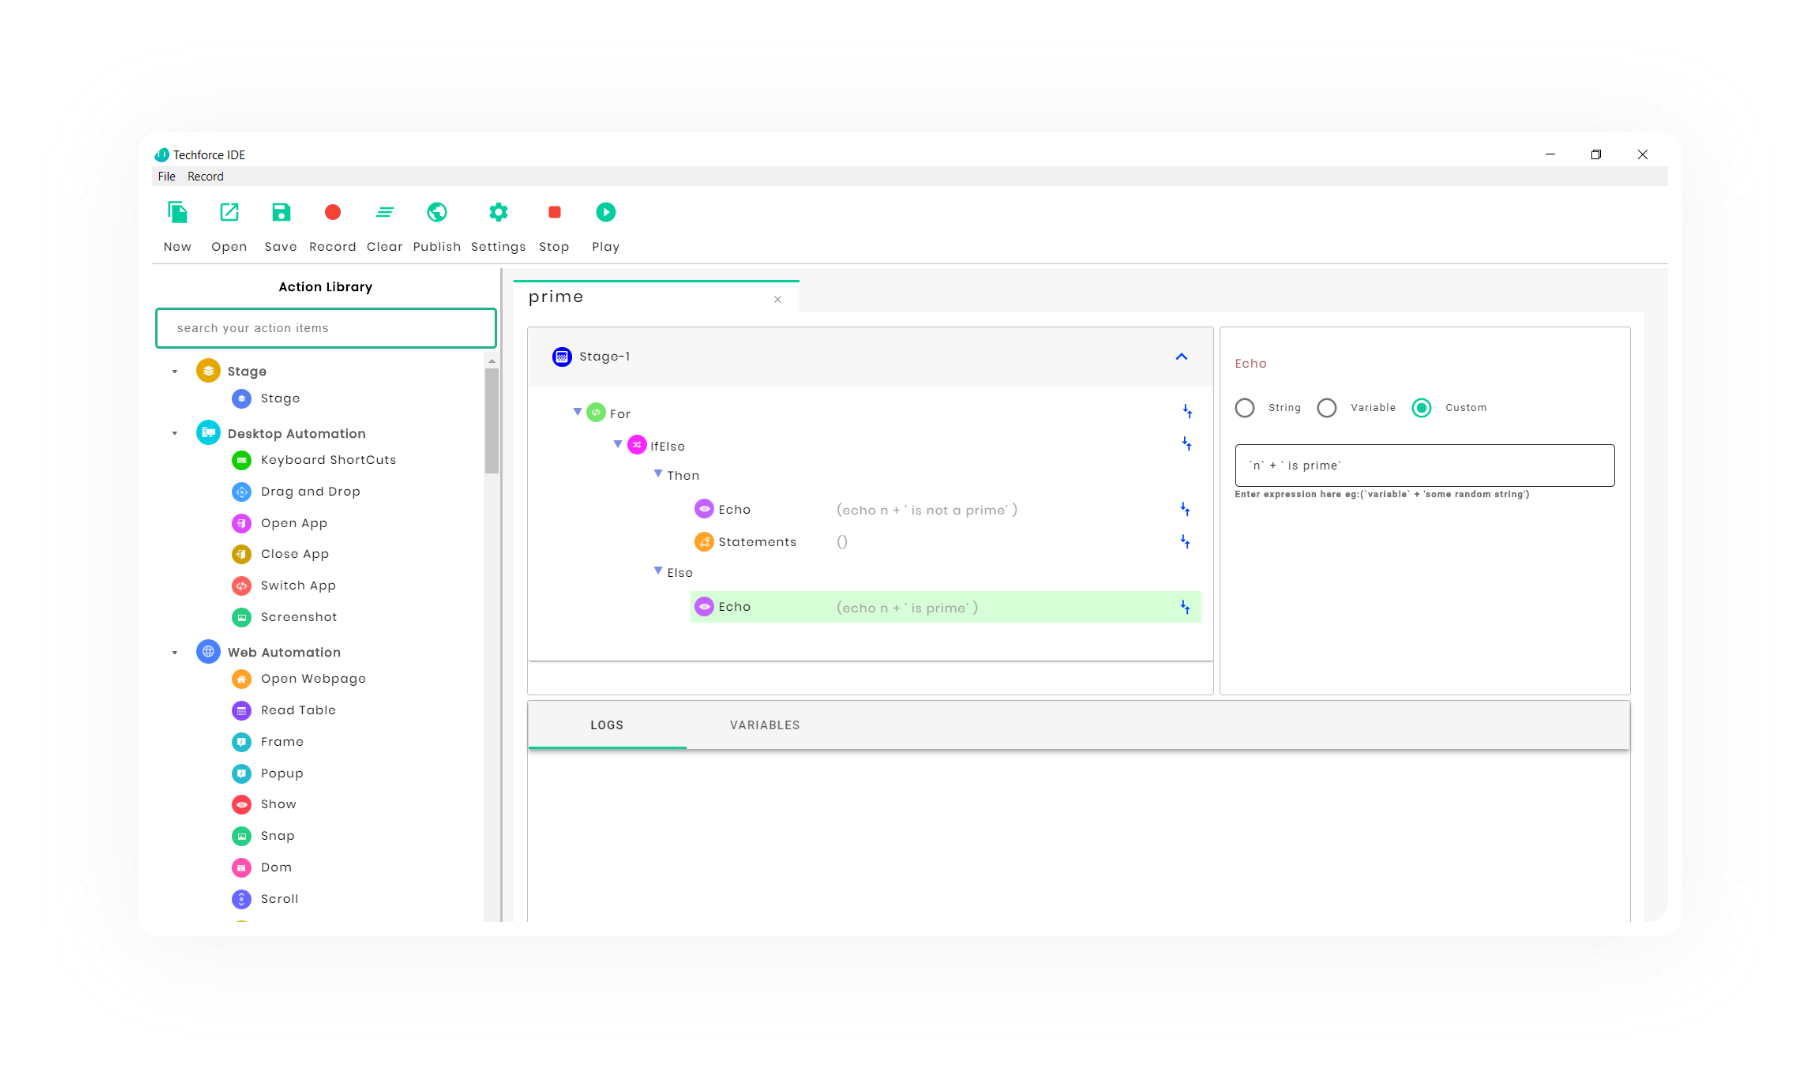 Techforce IDE
File Record
New Open Save Record Clear Publish Settings Stop Play
Action Library
search your action items
Stage
Stage
Desktop Automation
Keyboard ShortCuts
Drag and Drop
Open App
Close App
Switch App
Screenshot
Web Automation
Open Webpage
Read Table
Frame
Popup
Show
Snap
Dom
Scroll
prime
Stage-1
For
IfElse
Then
Echo (echo n + ' is not a prime' )
Statements ()
Else
Echo (echo n + ' is prime' )
Echo
String Variable Custom
`n` + ' is prime'
Enter expression here eg:(`variable` + 'some random string')
LOGS VARIABLES